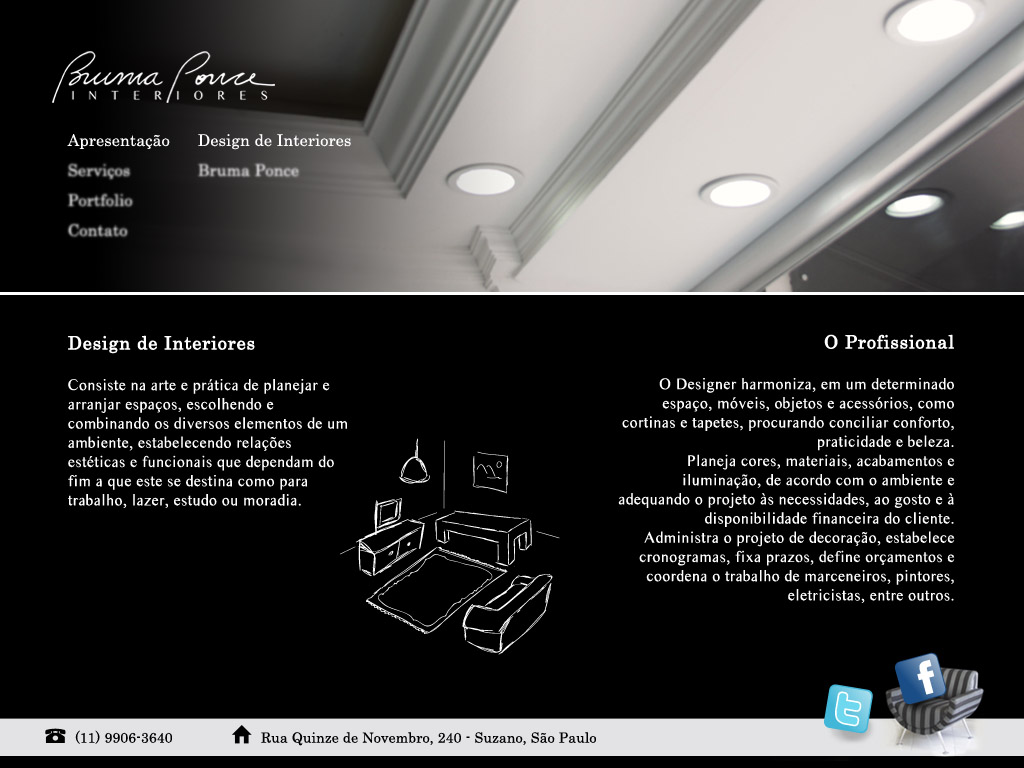 Bruma Ponce
INTERIORES
Apresentação
Serviços
Portfolio
Contato
Design de Interiores
Bruma Ponce
Design de Interiores
Consiste na arte e prática de planejar e
arranjar espaços, escolhendo e
combinando os diversos elementos de um
ambiente, estabelecendo relações
estéticas e funcionais que dependam do
fim a que este se destina como para
trabalho, lazer, estudo ou moradia.
O Profissional
O Designer harmoniza, em um determinado
espaço, móveis, objetos e acessórios, como
cortinas e tapetes, procurando conciliar conforto,
praticidade e beleza.
Planeja cores, materiais, acabamentos e
iluminação, de acordo com o ambiente e
adequando o projeto às necessidades, ao gosto e à
disponibilidade financeira do cliente.
Administra o projeto de decoração, estabelece
cronogramas, fixa prazos, define orçamentos e
coordena o trabalho de marceneiros, pintores,
eletricistas, entre outros.
t
f
(11) 9906-3640
Rua Quinze de Novembro, 240 - Suzano, São Paulo